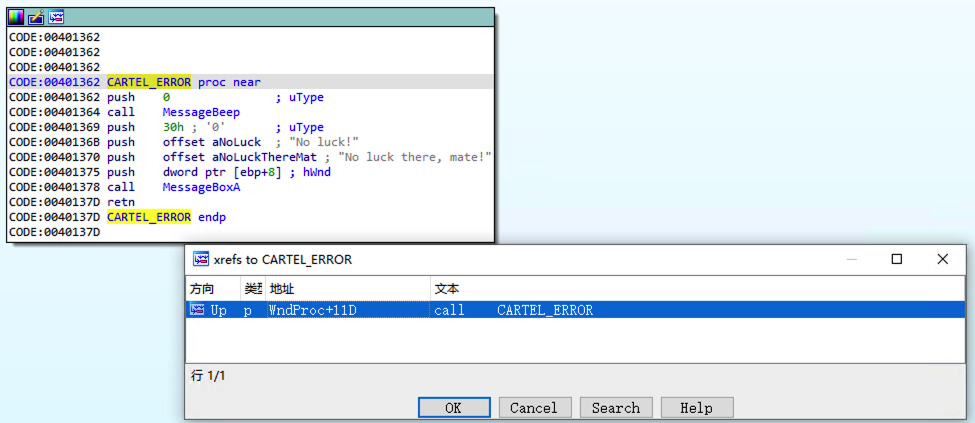 CODE:00401362
CODE:00401362
CODE:00401362
CODE:00401362 CARTEL_ERROR proc near
CODE:00401362 push 0 ; uType
CODE:00401364 call MessageBeep
CODE:00401369 push 30h ; '0' ; uType
CODE:0040136B push offset aNoLuck ; "No luck!"
CODE:00401370 push offset aNoLuckThereMat ; "No luck there, mate!"
CODE:00401375 push dword ptr [ebp+8] ; hWnd
CODE:00401378 call MessageBoxA
CODE:0040137D retn
CODE:0040137D CARTEL_ERROR endp
CODE:0040137D
xrefs to CARTEL_ERROR
方向 类型 地址 文本
Up p WndProc+11D call CARTEL_ERROR
行 1/1
OK Cancel Search Help